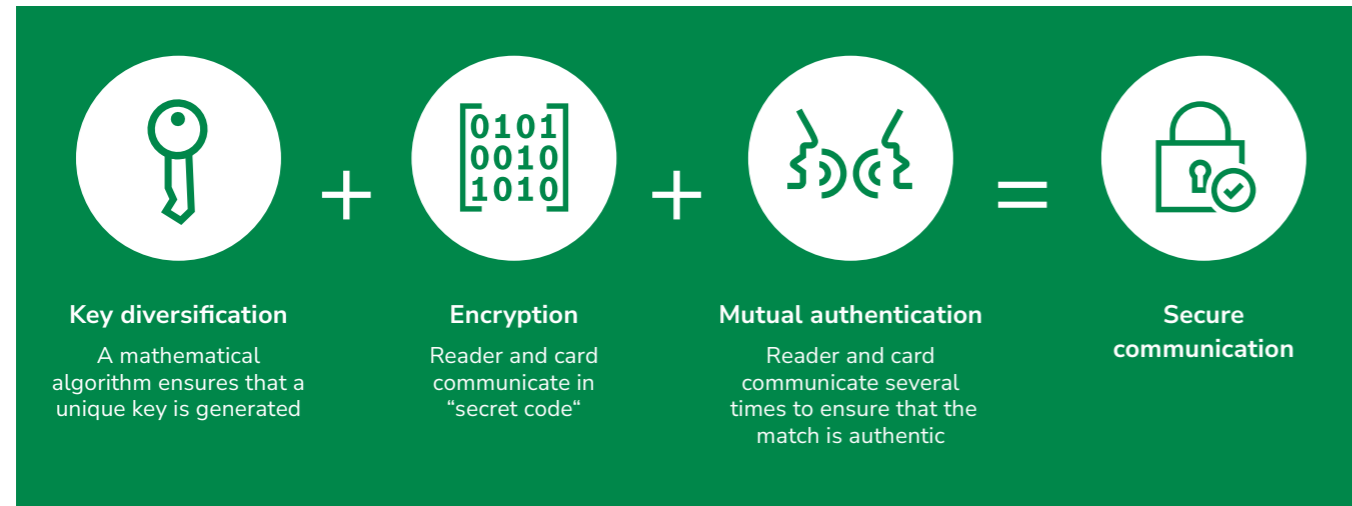 0101
0010
1010
+
+
=
Key diversification
A mathematical
algorithm ensures that a
unique key is generated
Encryption
Reader and card
communicate in
“secret code“
Mutual authentication
Reader and card
communicate several
times to ensure that the
match is authentic
Secure
communication